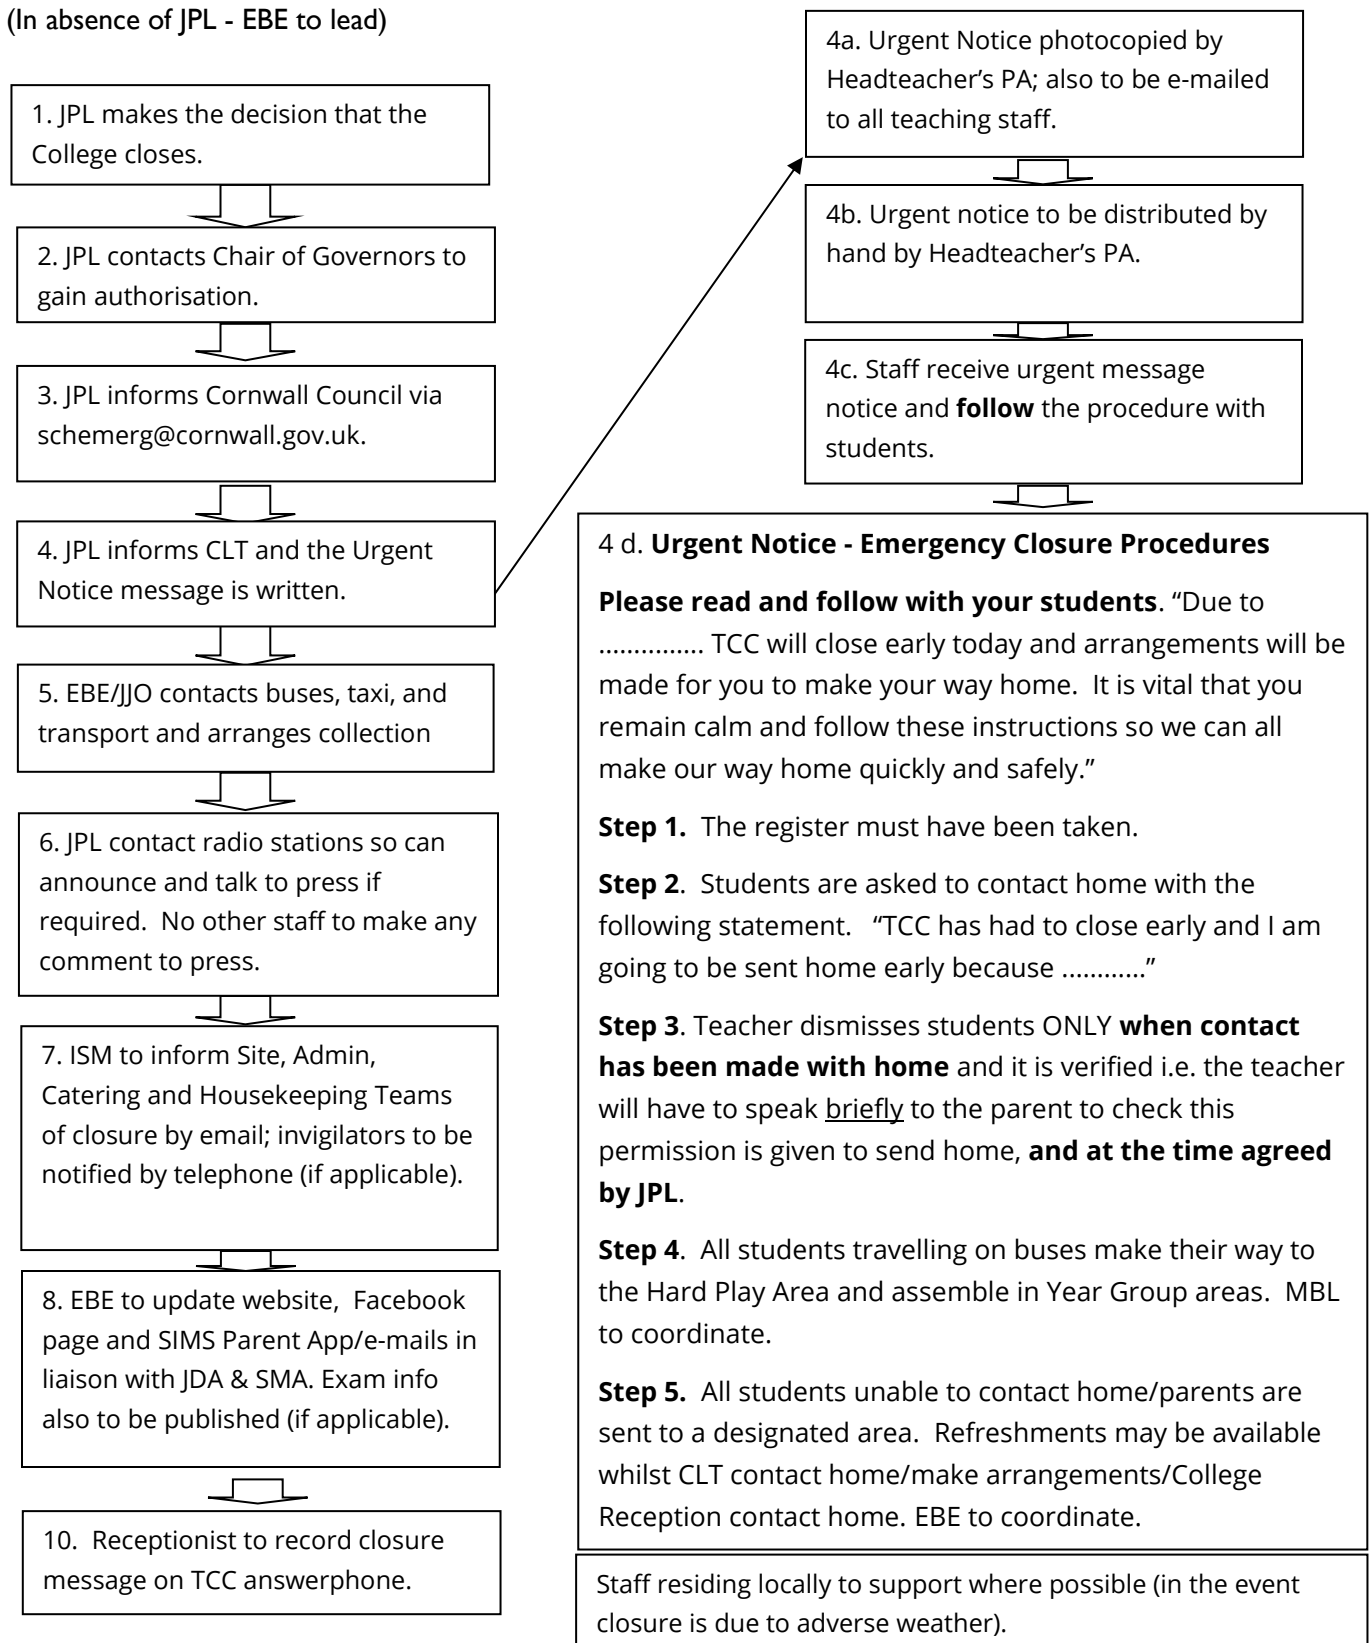 (In absence of JPL - EBE to lead)
1. JPL makes the decision that the
College closes.
2. JPL contacts Chair of Governors to
gain authorisation.
3. JPL informs Cornwall Council via
schemerg@cornwall.gov.uk.
4. JPL informs CLT and the Urgent
Notice message is written.
5. EBE/JJO contacts buses, taxi, and
transport and arranges collection
6. JPL contact radio stations so can
announce and talk to press if
required.  No other staff to make any
comment to press.
7. ISM to inform Site, Admin,
Catering and Housekeeping Teams
of closure by email; invigilators to be
notified by telephone (if applicable).
8. EBE to update website,  Facebook
page and SIMS Parent App/e-mails in
liaison with JDA & SMA. Exam info
also to be published (if applicable).
10.  Receptionist to record closure
message on TCC answerphone.
4a. Urgent Notice photocopied by
Headteacher’s PA; also to be e-mailed
to all teaching staff.
4b. Urgent notice to be distributed by
hand by Headteacher’s PA.
4c. Staff receive urgent message
notice and follow the procedure with
students.
4 d. Urgent Notice - Emergency Closure Procedures
Please read and follow with your students. “Due to
............... TCC will close early today and arrangements will be
made for you to make your way home.  It is vital that you
remain calm and follow these instructions so we can all
make our way home quickly and safely.”
Step 1.  The register must have been taken.
Step 2.  Students are asked to contact home with the
following statement.   “TCC has had to close early and I am
going to be sent home early because ............”
Step 3. Teacher dismisses students ONLY when contact
has been made with home and it is verified i.e. the teacher
will have to speak briefly to the parent to check this
permission is given to send home, and at the time agreed
by JPL.
Step 4.  All students travelling on buses make their way to
the Hard Play Area and assemble in Year Group areas.  MBL
to coordinate.
Step 5.  All students unable to contact home/parents are
sent to a designated area.  Refreshments may be available
whilst CLT contact home/make arrangements/College
Reception contact home. EBE to coordinate.
Staff residing locally to support where possible (in the event
closure is due to adverse weather).